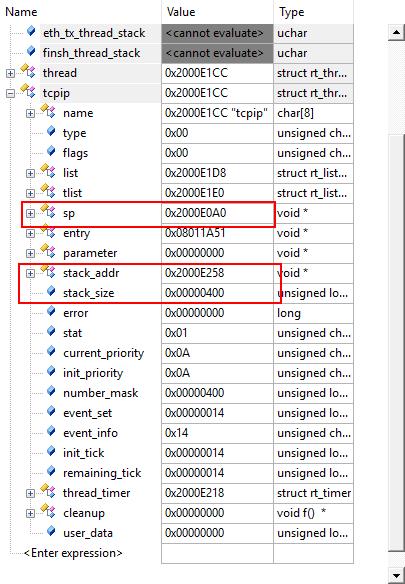 Name Value Type
eth_tx_thread_stack <cannot evaluate> uchar
finsh_thread_stack <cannot evaluate> uchar
thread 0x2000E1CC struct rt_thr...
tcpip 0x2000E1CC struct rt_thr...
name 0x2000E1CC "tcpip" char[8]
type 0x00 unsigned ch...
flags 0x00 unsigned ch...
list 0x2000E1D8 struct rt_list...
tlist 0x2000E1E0 struct rt_list...
sp 0x2000E0A0 void *
entry 0x08011A51 void *
parameter 0x00000000 void *
stack_addr 0x2000E258 void *
stack_size 0x00000400 unsigned lo...
error 0x00000000 long
stat 0x01 unsigned ch...
current_priority 0x0A unsigned ch...
init_priority 0x0A unsigned ch...
number_mask 0x00000400 unsigned lo...
event_set 0x00000014 unsigned lo...
event_info 0x14 unsigned ch...
init_tick 0x00000014 unsigned lo...
remaining_tick 0x00000014 unsigned lo...
thread_timer 0x2000E218 struct rt_timer
cleanup 0x00000000 void f() *
user_data 0x00000000 unsigned lo...
<Enter expression>